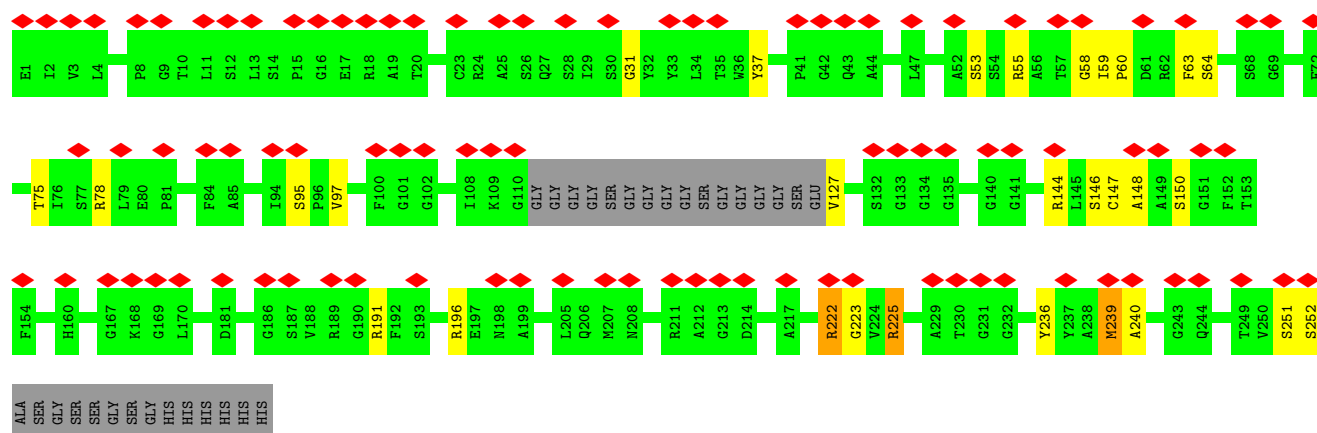 E1 I2 V3 L4 P8 G9 T10 L11 S12 L13 S14 P15 G16 E17 R18 A19 T20 C23 R24 A25 S26 Q27 S28 I29 S30 G31 Y32 Y33 L34 T35 W36 Y37 P41 G42 Q43 A44 L47 A52 S53 S54 R55 A56 T57 G58 I59 P60 D61 R62 F63 S64 S68 G69
T75 I76 S77 R78 L79 E80 P81 F84 A85 I94 S95 P96 V97 F100 G101 G102 I108 K109 G110 GLY GLY GLY GLY SER GLY GLY GLY GLY SER GLY GLY GLY GLY SER GLU V127 S132 G133 G134 G135 G140 G141 R144 L145 S146 C147 A148 A149 S150 G151 F152 T153
F154 H160 G167 K168 G169 L170 D181 G186 S187 V188 R189 G190 R191 F192 S193 R196 E197 N198 A199 L205 Q206 M207 N208 R211 A212 G213 D214 A217 R222 G223 V224 R225 A229 T230 G231 G232 Y236 Y237 A238 M239 A240 G243 Q244 T249 V250 S251 S252
ALA SER GLY SER SER GLY SER GLY HIS HIS HIS HIS HIS HIS